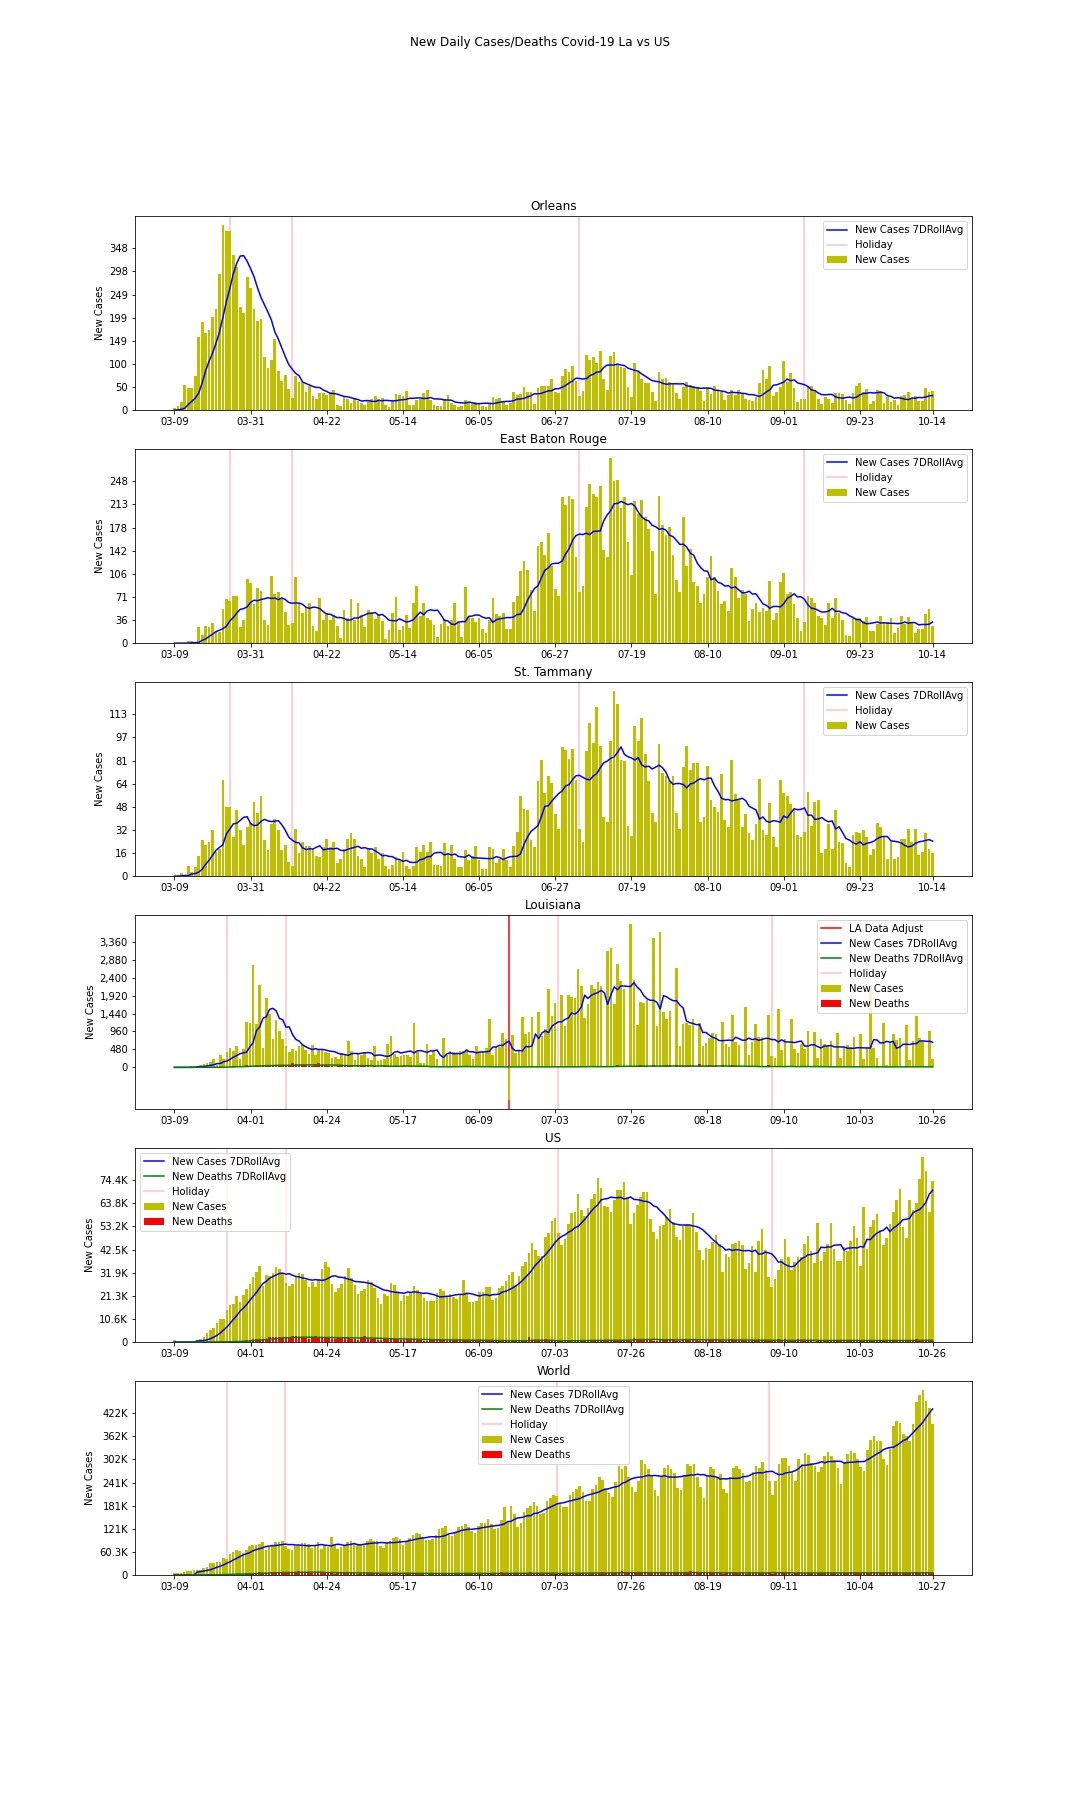 New Daily Cases/Deaths Covid-19 La vs US
Orleans
New Cases
348
298
249
199
149
100
50
0
New Cases 7DRollAvg
Holiday
New Cases
03-09 03-31 04-22 05-14 06-05 06-27 07-19 08-10 09-01 09-23 10-14
East Baton Rouge
New Cases
248
213
178
142
106
71
36
0
New Cases 7DRollAvg
Holiday
New Cases
03-09 03-31 04-22 05-14 06-05 06-27 07-19 08-10 09-01 09-23 10-14
St. Tammany
New Cases
113
97
81
64
48
32
16
0
New Cases 7DRollAvg
Holiday
New Cases
03-09 03-31 04-22 05-14 06-05 06-27 07-19 08-10 09-01 09-23 10-14
Louisiana
New Cases
3,360
2,880
2,400
1,920
1,440
960
480
0
LA Data Adjust
New Cases 7DRollAvg
New Deaths 7DRollAvg
Holiday
New Cases
New Deaths
03-09 04-01 04-24 05-17 06-09 07-03 07-26 08-18 09-10 10-03 10-26
US
New Cases
74.4K
63.8K
53.2K
42.5K
31.9K
21.3K
10.6K
0
New Cases 7DRollAvg
New Deaths 7DRollAvg
Holiday
New Cases
New Deaths
03-09 04-01 04-24 05-17 06-09 07-03 07-26 08-18 09-10 10-03 10-26
World
New Cases
422K
362K
302K
241K
181K
121K
60.3K
0
New Cases 7DRollAvg
New Deaths 7DRollAvg
Holiday
New Cases
New Deaths
03-09 04-01 04-24 05-17 06-10 07-03 07-26 08-19 09-11 10-04 10-27